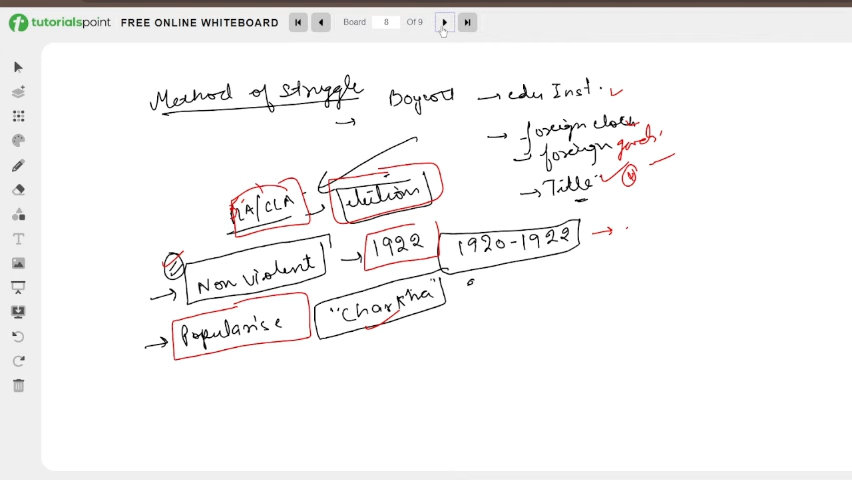 tutorialspoint FREE ONLINE WHITEBOARD Board 8 Of 9
Method of Struggle → Boycott → edu Inst.
→ foreign cloth
→ foreign goods
→ Title
LA/CLA → election
→ Non violent → 1922 1920-1922 →
→ Popularise "Charkha"